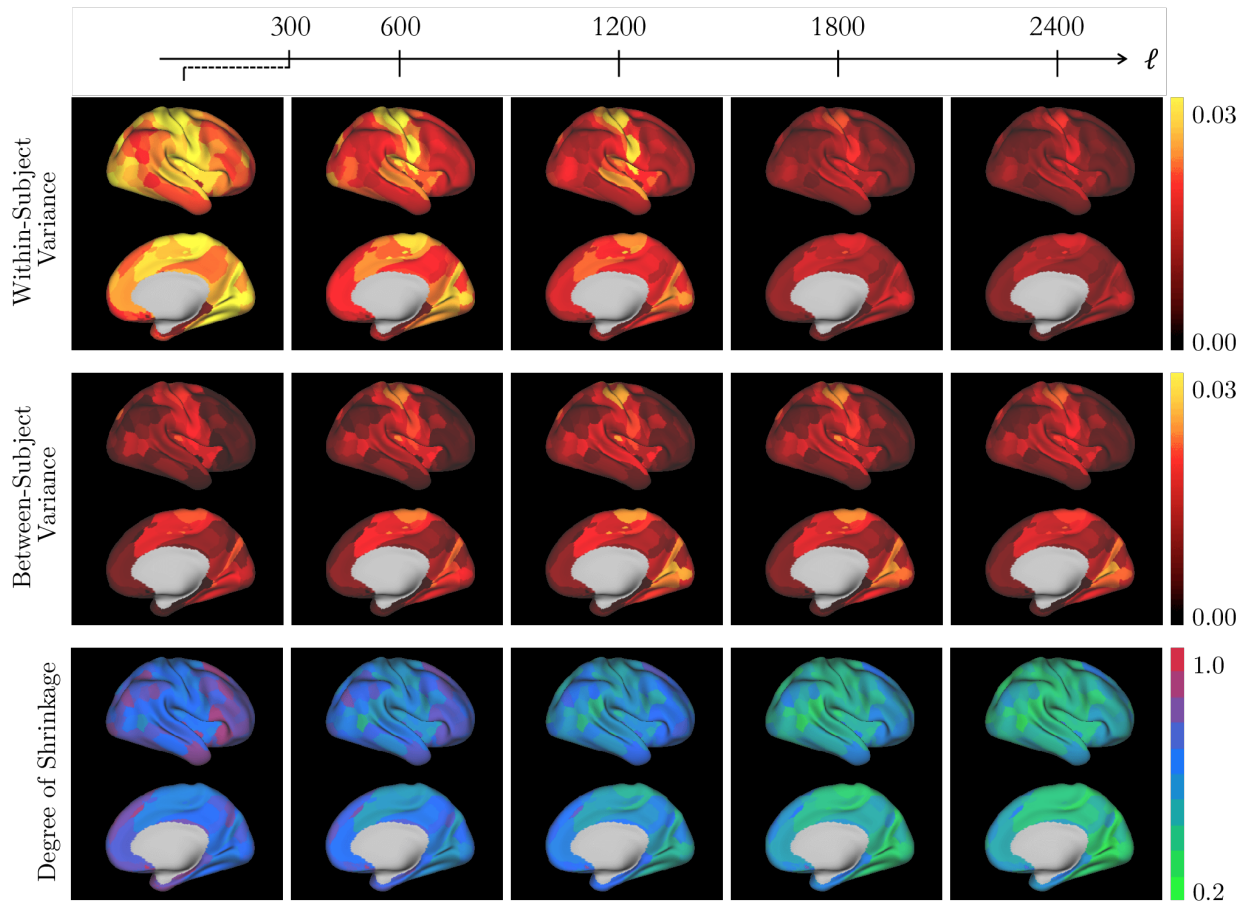 300 600 1200 1800 2400
ℓ
Within-Subject
Variance
0.03
0.00
Between-Subject
Variance
0.03
0.00
Degree of Shrinkage
1.0
0.2